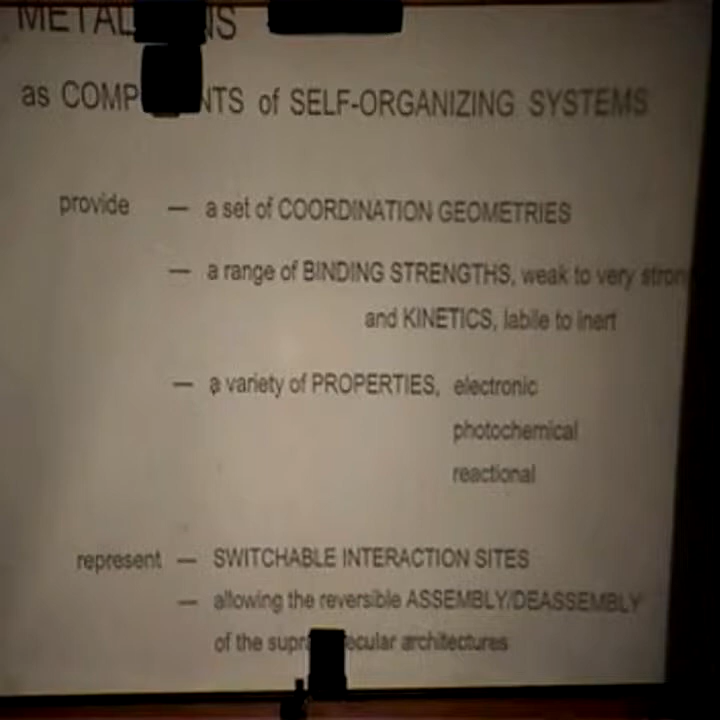 as COMP NTS of SELF-ORGANIZING SYSTEMS
provide — a set of COORDINATION GEOMETRIES
— a range of BINDING STRENGTHS, weak to very stron
and KINETICS, labile to inert
— a variety of PROPERTIES, electronic
photochemical
reactional
represent — SWITCHABLE INTERACTION SITES
— allowing the reversible ASSEMBLY/DEASSEMBLY
of the supr ecular architectures